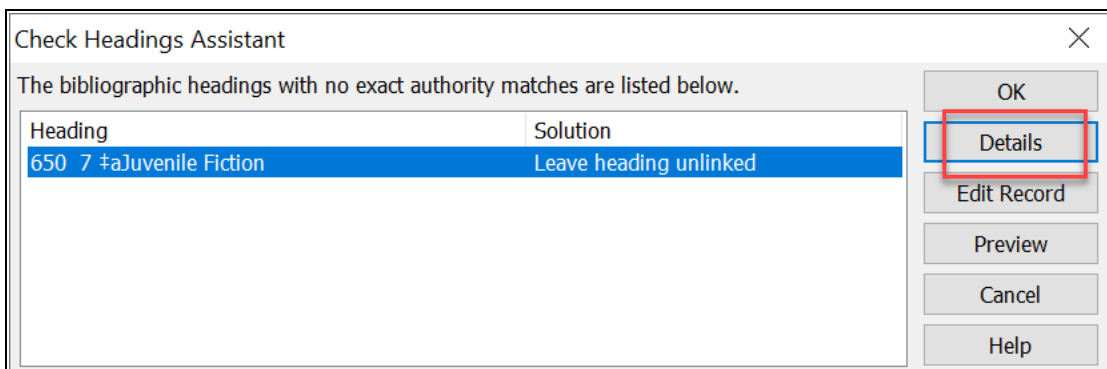 Check Headings Assistant
The bibliographic headings with no exact authority matches are listed below.
OK
Heading Solution
Details
650 7 ‡aJuvenile Fiction Leave heading unlinked
Edit Record
Preview
Cancel
Help